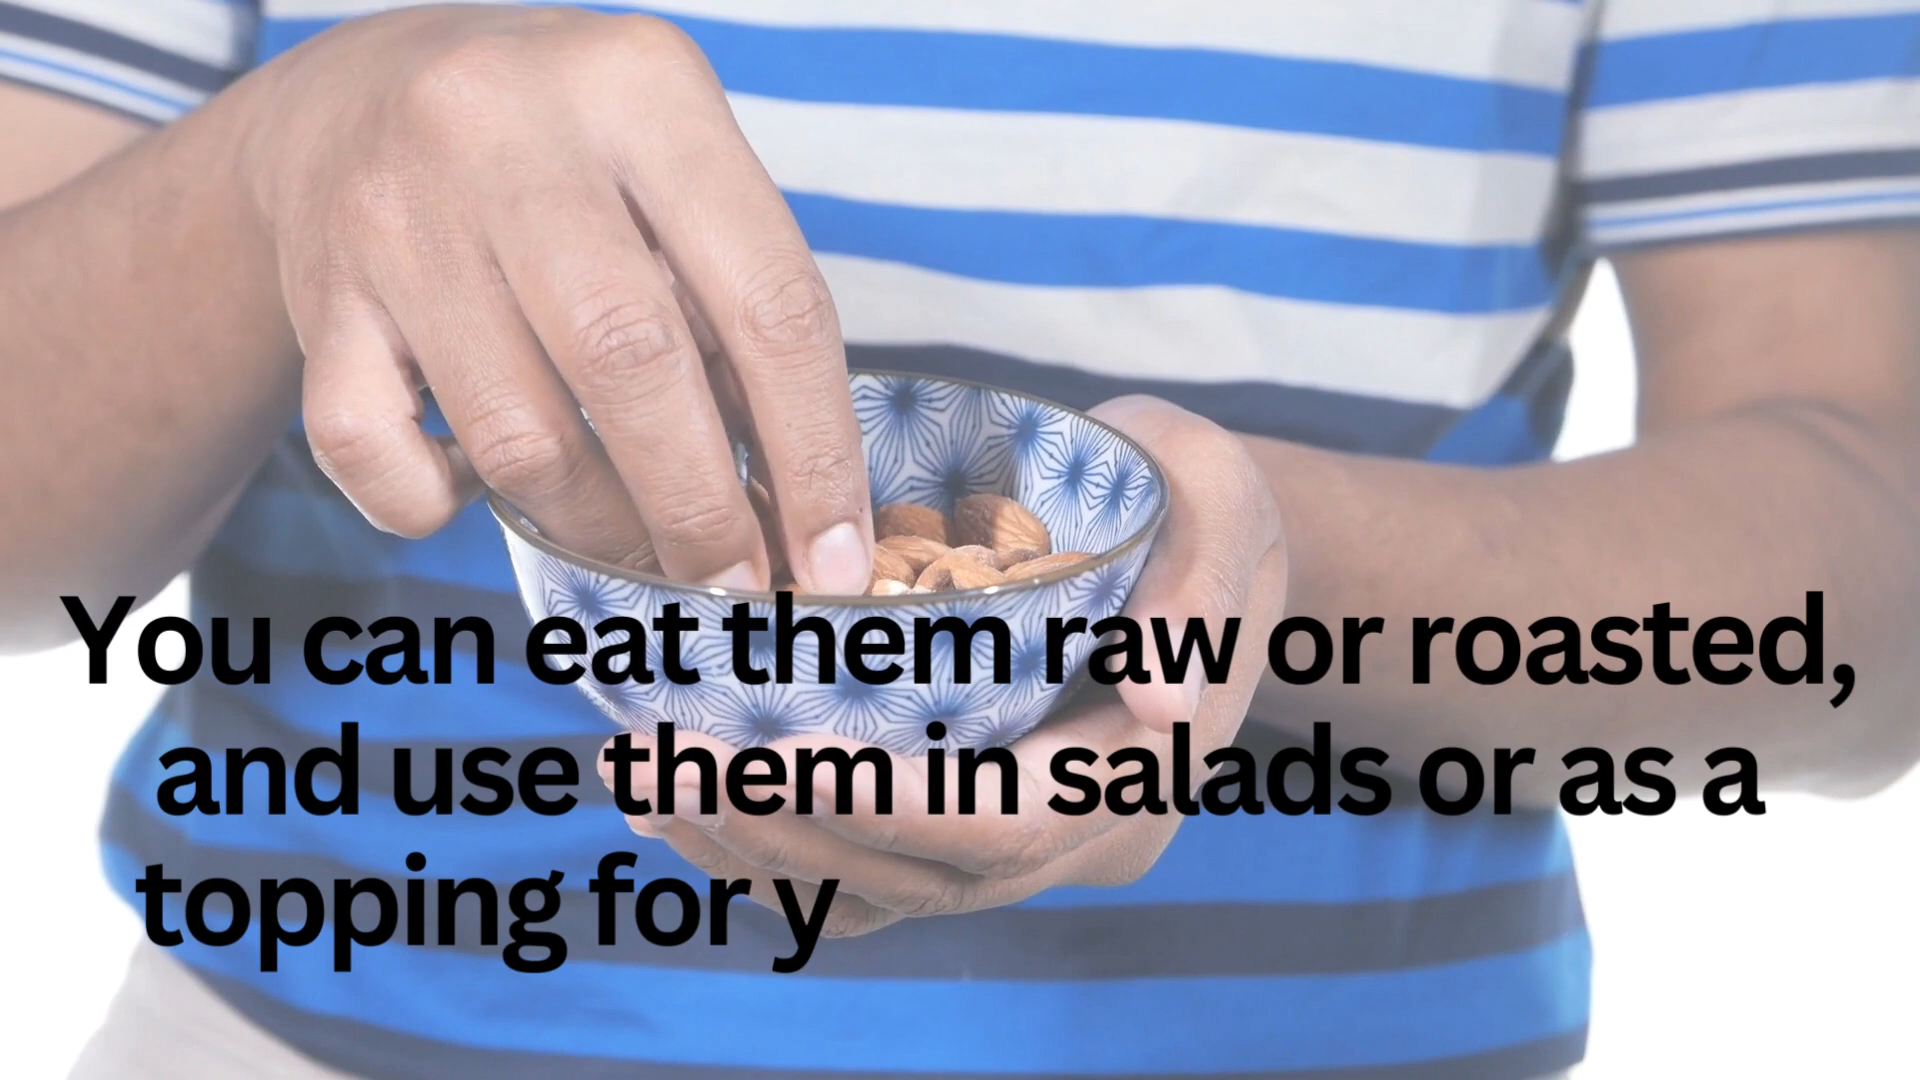 You can eat them raw or roasted,
and use them in salads or as a
topping for y